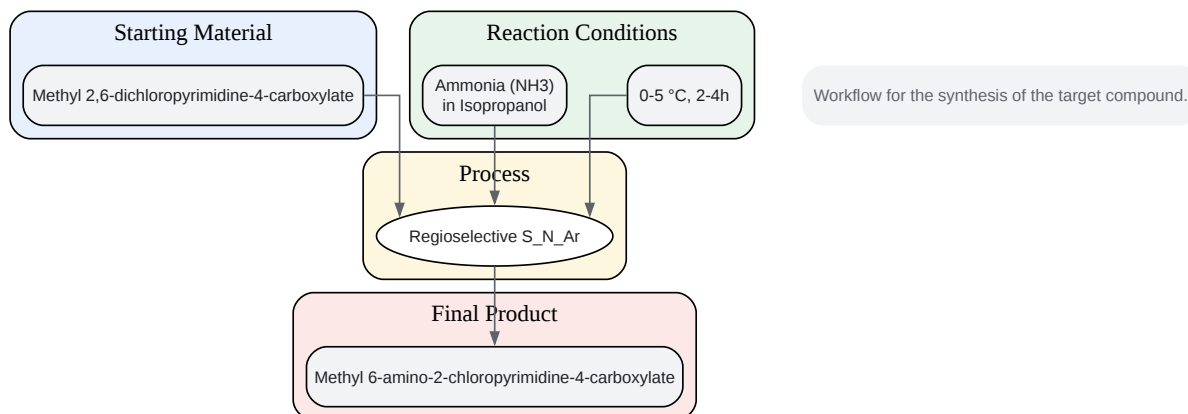 Starting Material
Methyl 2,6-dichloropyrimidine-4-carboxylate
Reaction Conditions
Ammonia (NH3)
in Isopropanol
0-5 °C, 2-4h
Workflow for the synthesis of the target compound.
Process
Regioselective S_N_Ar
Final Product
Methyl 6-amino-2-chloropyrimidine-4-carboxylate